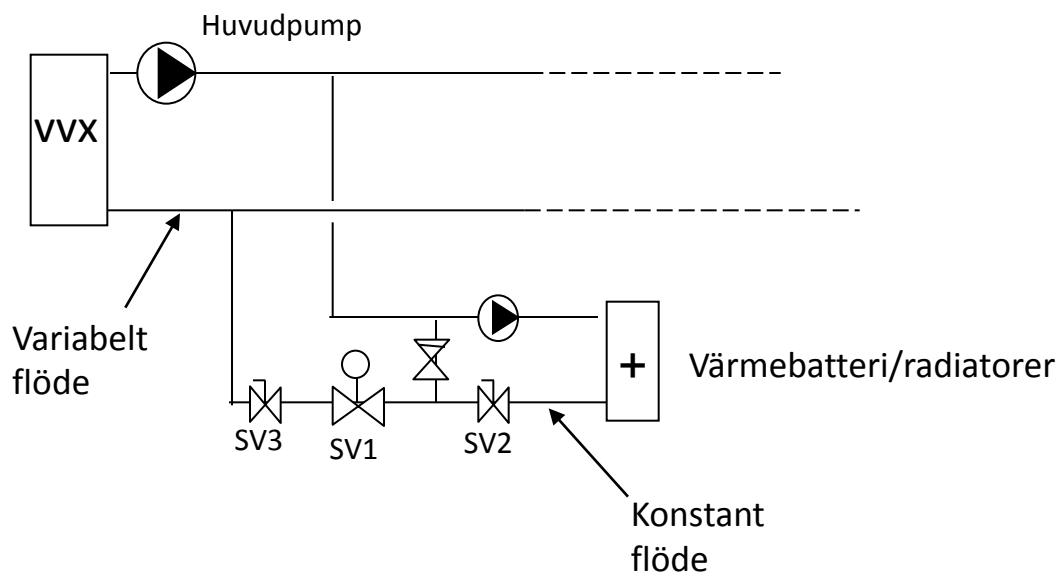 Huvudpump
VVX
Variabelt
flöde
+
Värmebatteri/radiatorer
SV3
SV1
SV2
Konstant
flöde